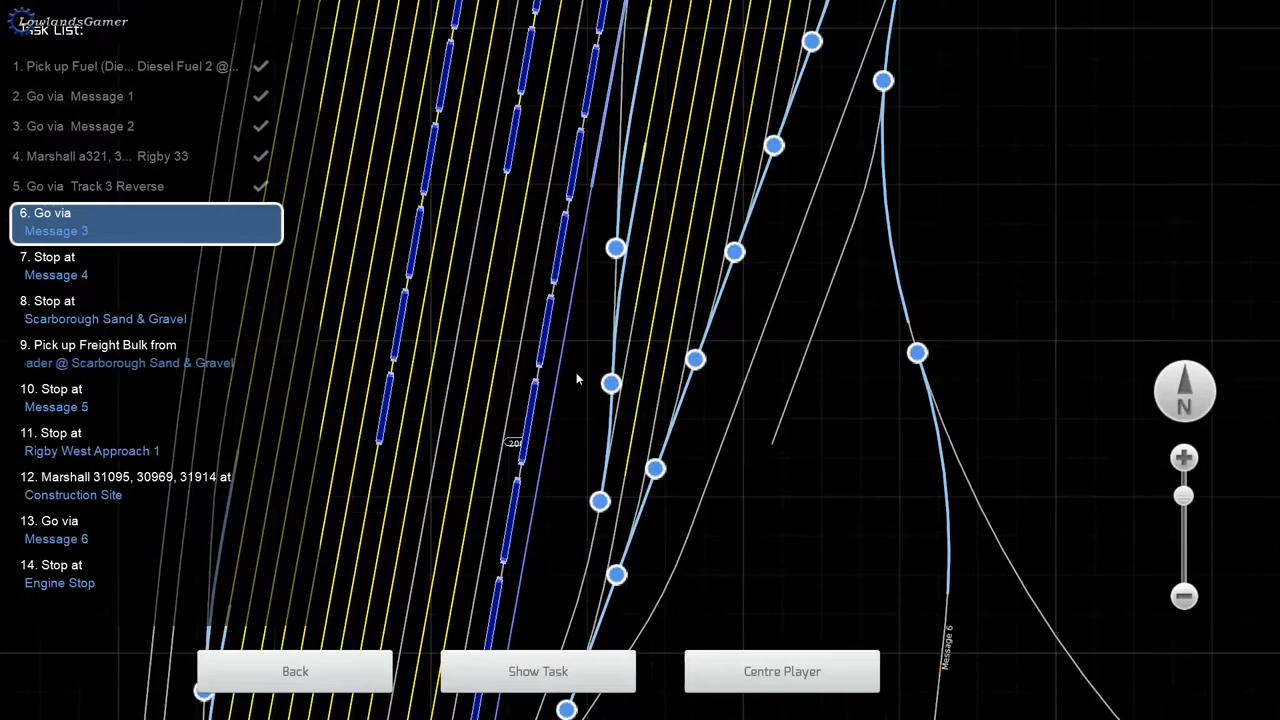 LowlandsGamer
Task List:
1. Pick up Fuel (Die... Diesel Fuel 2 @...
2. Go via Message 1
3. Go via Message 2
4. Marshall a321, 3... Rigby 33
5. Go via Track 3 Reverse
6. Go via
Message 3
7. Stop at
Message 4
8. Stop at
Scarborough Sand & Gravel
9. Pick up Freight Bulk from
ader @ Scarborough Sand & Gravel
10. Stop at
Message 5
11. Stop at
Rigby West Approach 1
12. Marshall 31095, 30969, 31914 at
Construction Site
13. Go via
Message 6
14. Stop at
Engine Stop
N
Message 6
Back
Show Task
Centre Player